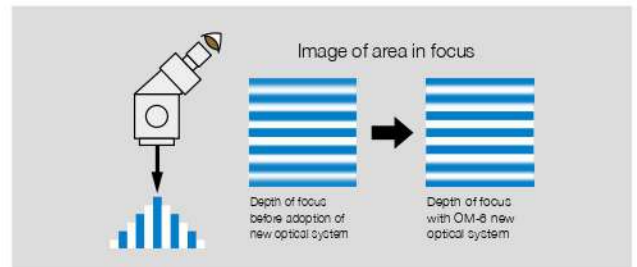 Image of area in focus
Depth of focus
before adoption of
new optical system
Depth of focus
with OM-6 new
optical system